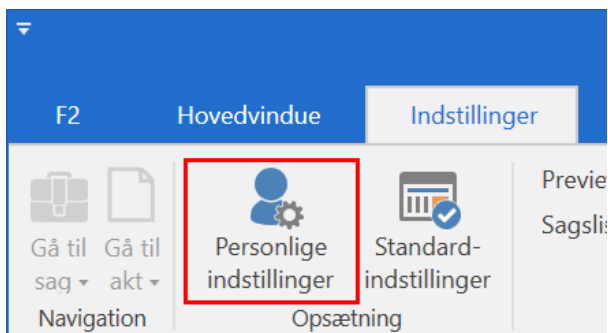 F2 Hovedvindue Indstillinger
Gå til sag
Gå til akt
Personlige
indstillinger
Standard-
indstillinger
Navigation
Opsætning